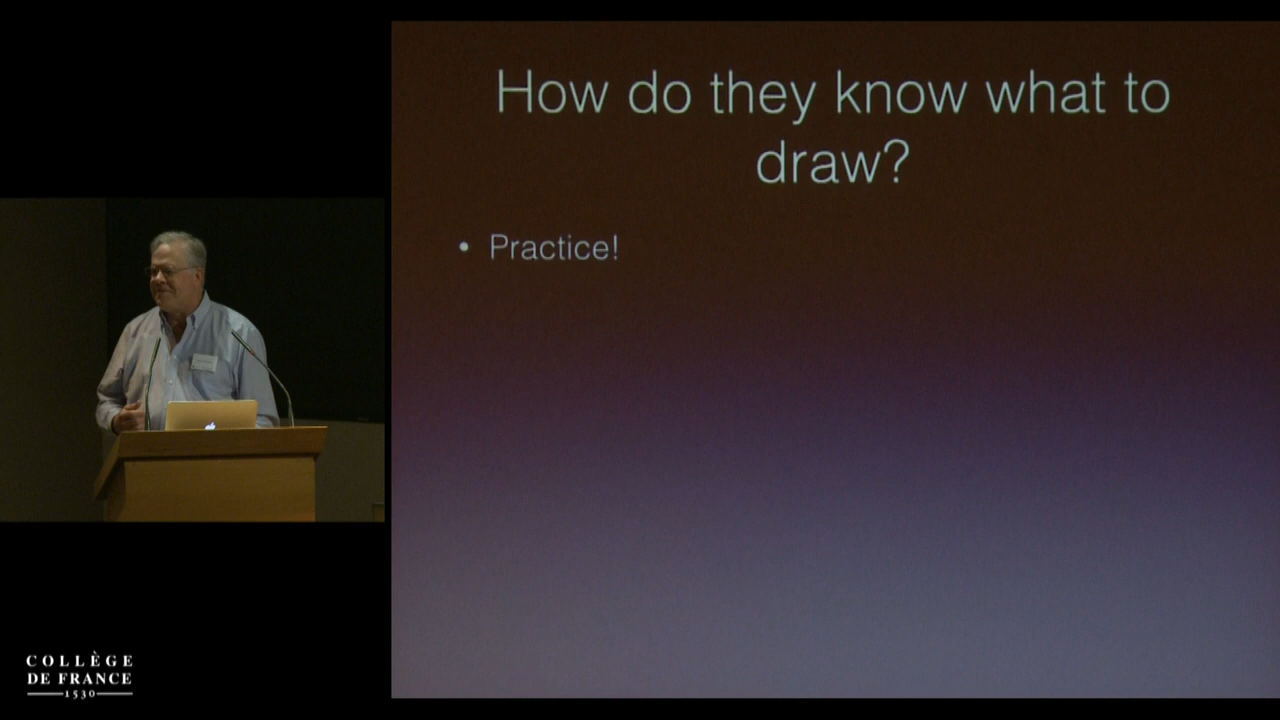 How do they know what to
draw?
• Practice!
COLLÈGE
DE FRANCE
1530